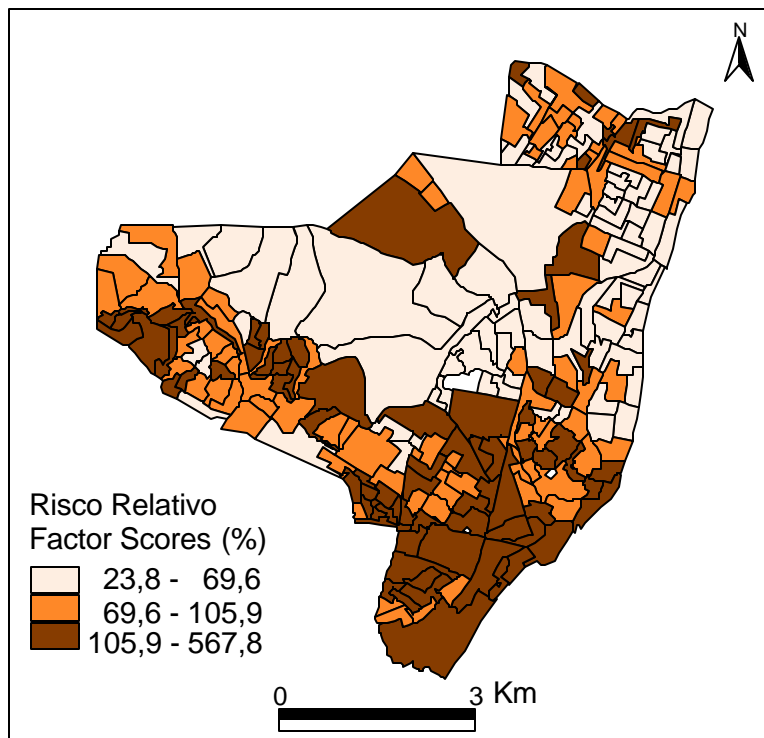 N
Risco Relativo
Factor Scores (%)
23,8 - 69,6
69,6 - 105,9
105,9 - 567,8
0 3 Km